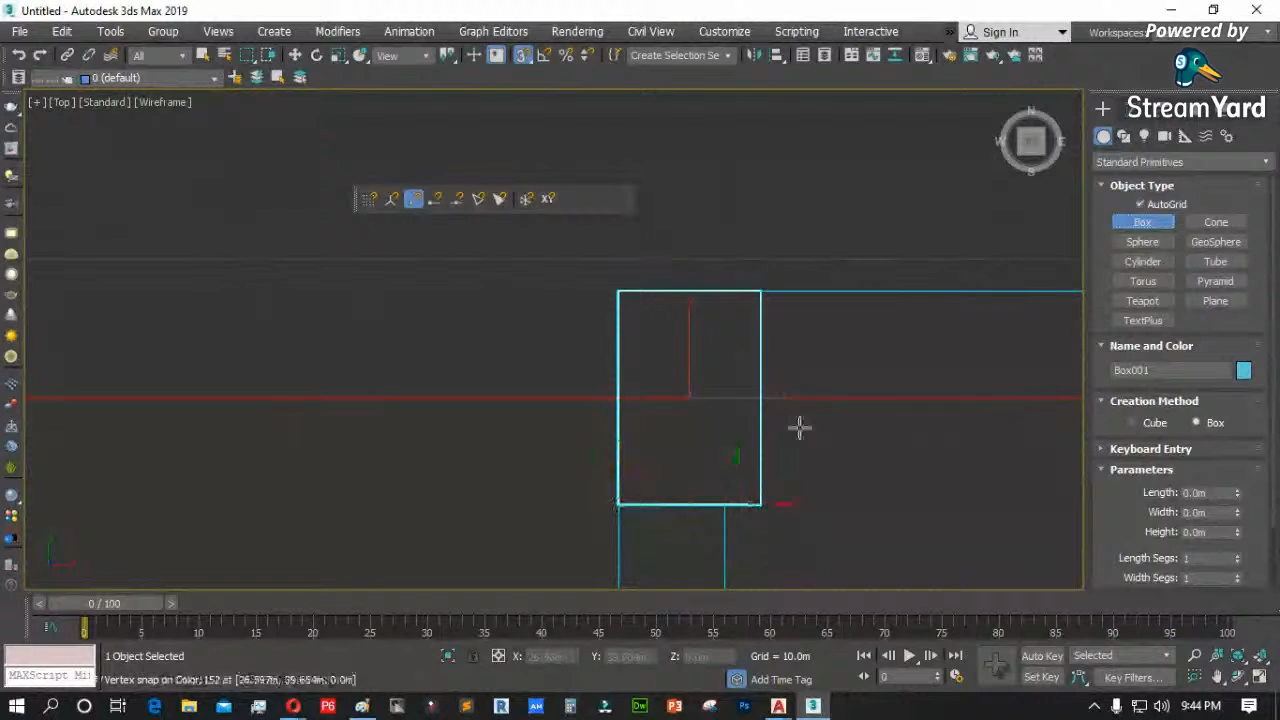 Untitled - Autodesk 3ds Max 2019
File Edit Tools Group Views Create Modifiers Animation Graph Editors Rendering Civil View Customize Scripting Interactive Sign In Workspaces
Powered by
StreamYard
All View Create Selection Se
0 (default)
[+] [Top] [Standard] [Wireframe]
N
W E
S
XY
Standard Primitives
Object Type
AutoGrid
Box Cone
Sphere GeoSphere
Cylinder Tube
Torus Pyramid
Teapot Plane
TextPlus
Name and Color
Box001
Creation Method
Cube Box
Keyboard Entry
Parameters
Length: 0.0m
Width: 0.0m
Height: 0.0m
Length Segs: 1
Width Segs: 1
0 / 100
0 5 10 15 20 25 30 35 40 45 50 55 60 65 70 75 80 85 90 95 100
1 Object Selected
X: Y: Z: Grid = 10.0m
Auto Key Selected
MAXScript Mi
Add Time Tag
0
Set Key Key Filters...
9:44 PM